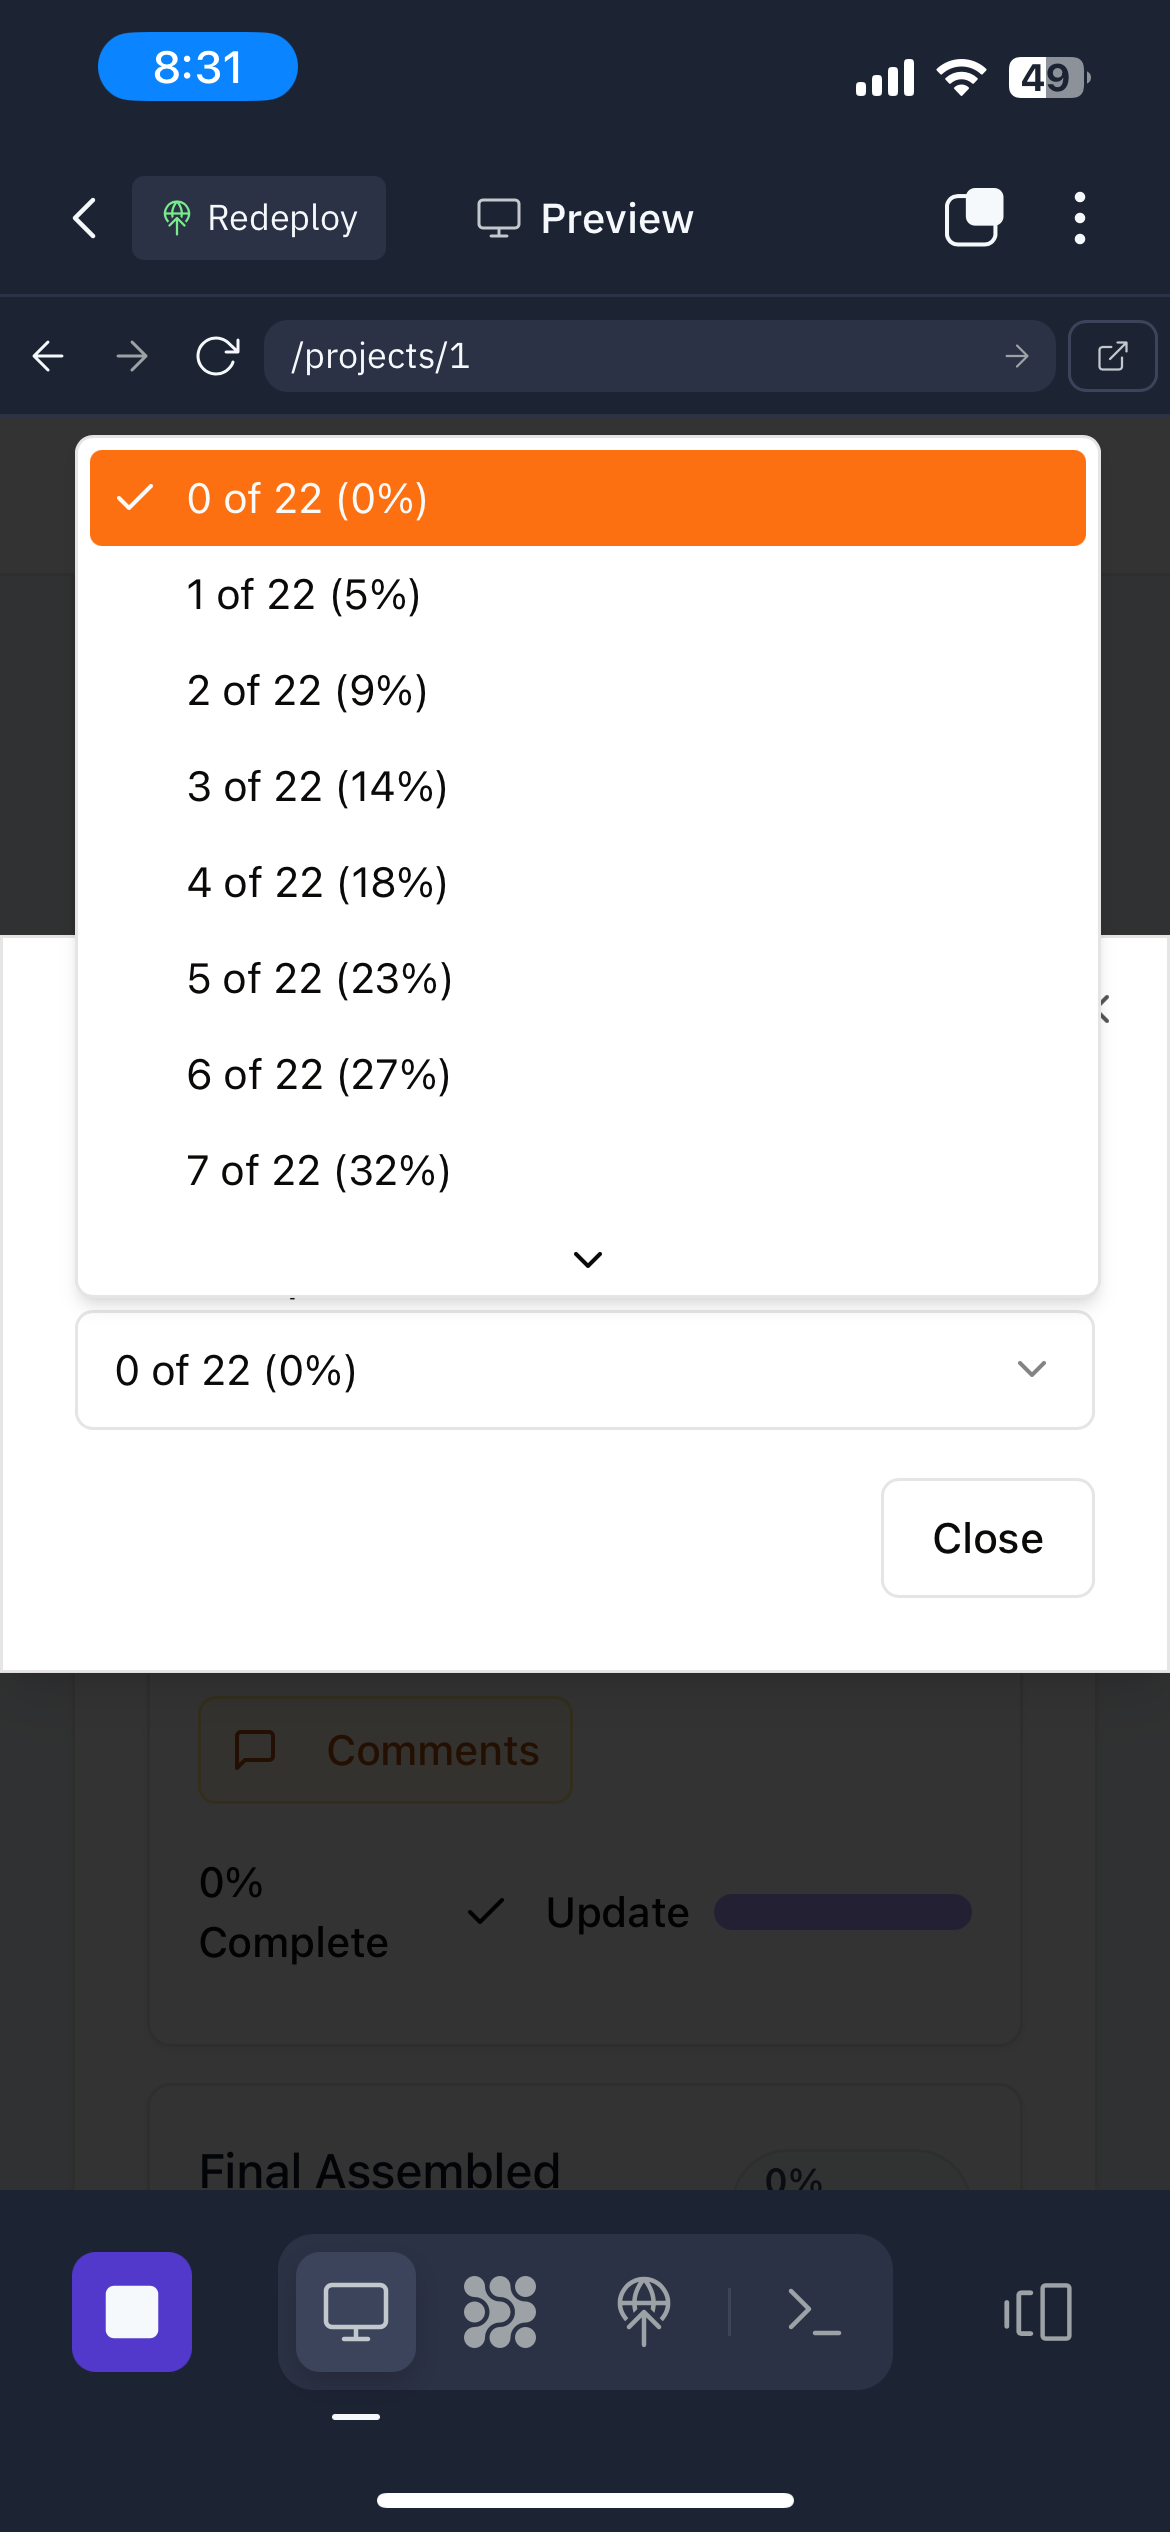 8:31
49
Redeploy
Preview
/projects/1
0 of 22 (0%)
1 of 22 (5%)
2 of 22 (9%)
3 of 22 (14%)
4 of 22 (18%)
5 of 22 (23%)
6 of 22 (27%)
7 of 22 (32%)
0 of 22 (0%)
Close
Comments
0%
Complete
Update
Final Assembled
0%